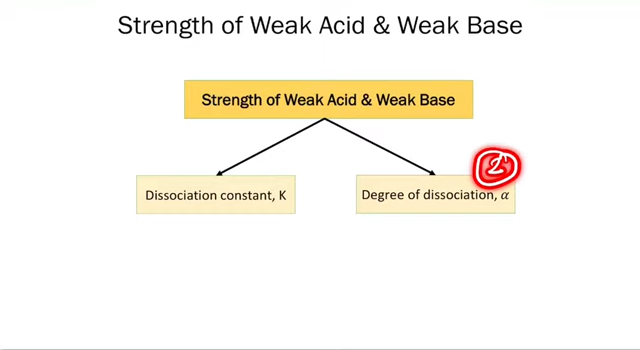 Strength of Weak Acid & Weak Base
Strength of Weak Acid & Weak Base
2
Dissociation constant, K
Degree of dissociation, α